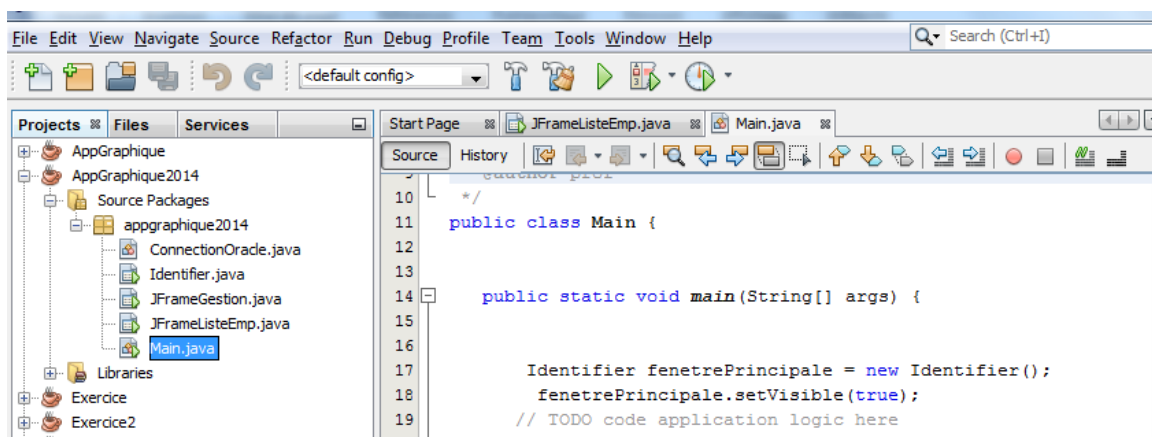 File Edit View Navigate Source Refactor Run Debug Profile Team Tools Window Help
Search (Ctrl+I)
<default config>
Projects Files Services
Start Page JFrameListeEmp.java Main.java
Source History
AppGraphique
AppGraphique2014
Source Packages
appgraphique2014
ConnectionOracle.java
Identifier.java
JFrameGestion.java
JFrameListeEmp.java
Main.java
Libraries
Exercice
Exercice2
9 @author prof
10 */
11 public class Main {
12
13
14 public static void main(String[] args) {
15
16
17 Identifier fenetrePrincipale = new Identifier();
18 fenetrePrincipale.setVisible(true);
19 // TODO code application logic here